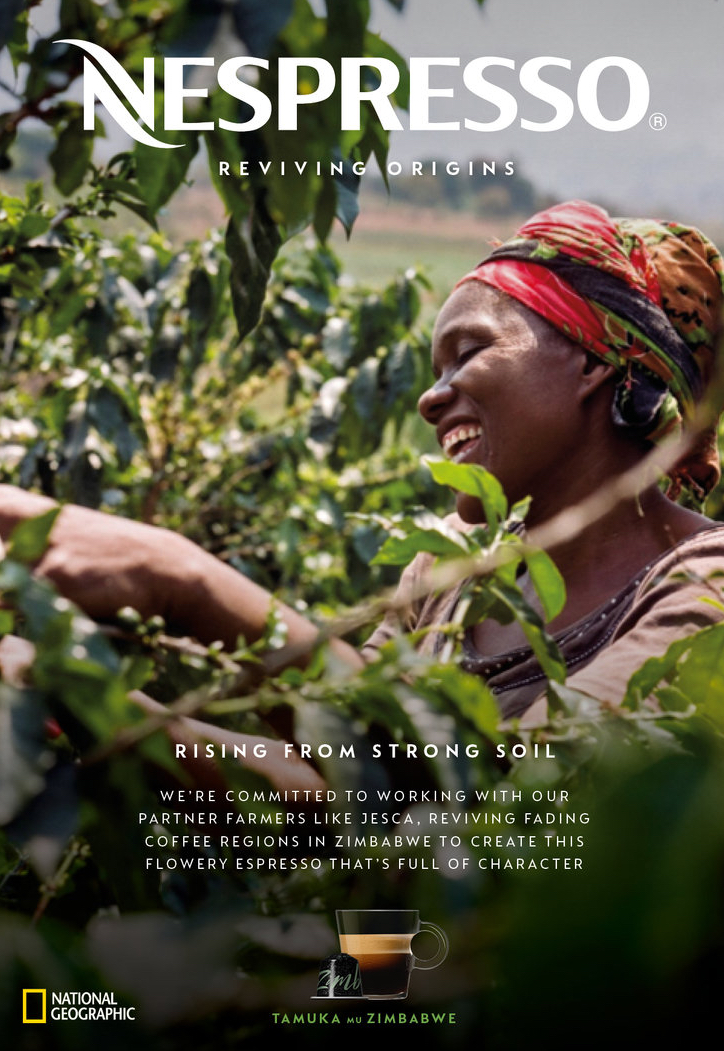 NESPRESSO®
REVIVING ORIGINS
RISING FROM STRONG SOIL
WE'RE COMMITTED TO WORKING WITH OUR
PARTNER FARMERS LIKE JESCA, REVIVING FADING
COFFEE REGIONS IN ZIMBABWE TO CREATE THIS
FLOWERY ESPRESSO THAT'S FULL OF CHARACTER
Zimb
NATIONAL
GEOGRAPHIC
TAMUKA MU ZIMBABWE